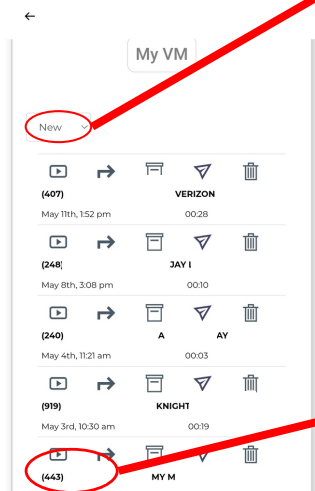 My VM
New
(407) VERIZON
May 11th, 1:52 pm 00:28
(248) JAY
May 8th, 3:08 pm 00:10
(240) A AY
May 4th, 11:21 am 00:03
(919) KNIGHT
May 3rd, 10:30 am 00:19
(443) MY M